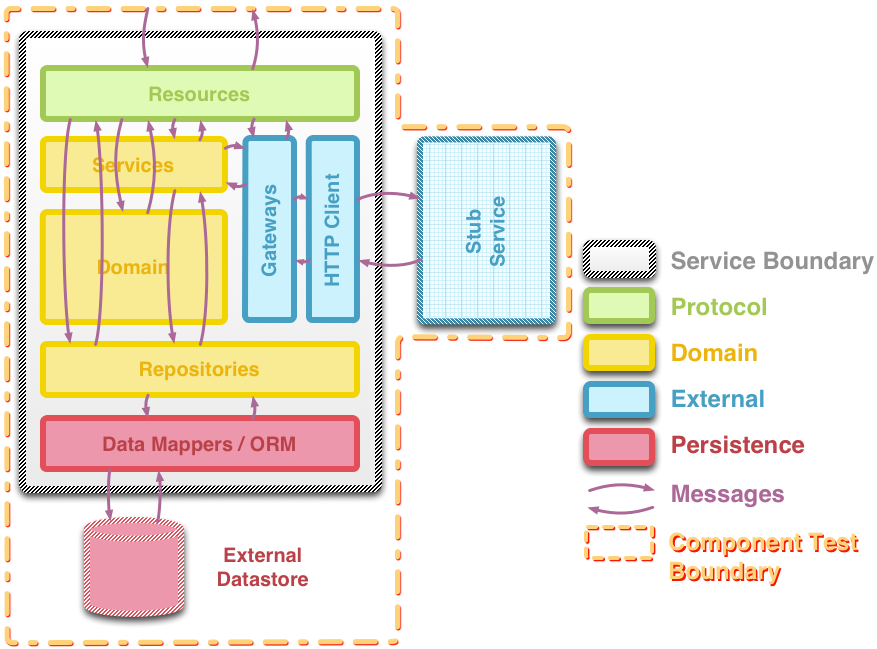 Resources
Services
Gateways
HTTP Client
Stub
Service
Domain
Repositories
Data Mappers / ORM
External
Datastore
Service Boundary
Protocol
Domain
External
Persistence
Messages
Component Test
Boundary